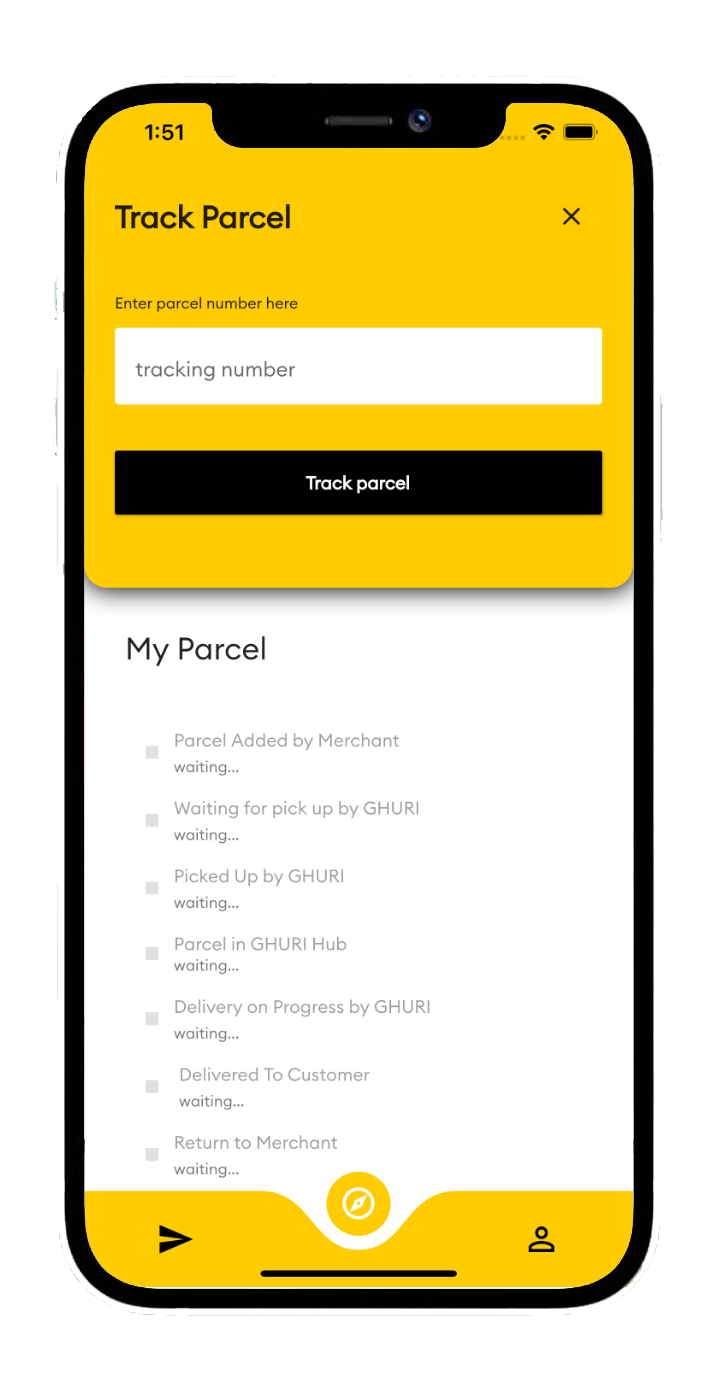 1:51
Track Parcel
Enter parcel number here
tracking number
Track parcel
My Parcel
Parcel Added by Merchant
waiting...
Waiting for pick up by GHURI
waiting...
Picked Up by GHURI
waiting...
Parcel in GHURI Hub
waiting...
Delivery on Progress by GHURI
waiting...
Delivered To Customer
waiting...
Return to Merchant
waiting...